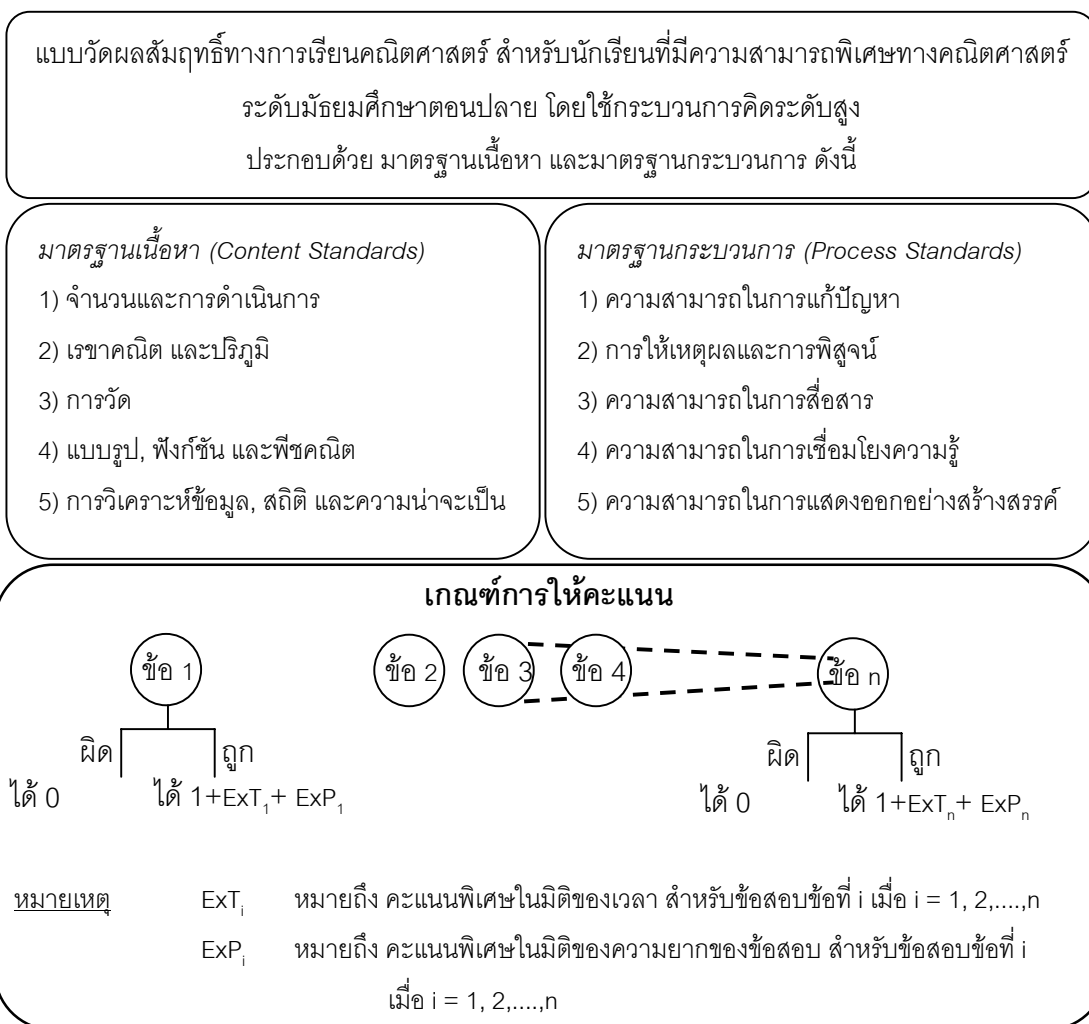 แบบวัดผลสัมฤทธิ์ทางการเรียนคณิตศาสตร์ สำหรับนักเรียนที่มีความสามารถพิเศษทางคณิตศาสตร์
ระดับมัธยมศึกษาตอนปลาย โดยใช้กระบวนการคิดระดับสูง
ประกอบด้วย มาตรฐานเนื้อหา และมาตรฐานกระบวนการ ดังนี้
มาตรฐานเนื้อหา (Content Standards)
1) จำนวนและการดำเนินการ
2) เรขาคณิต และปริภูมิ
3) การวัด
4) แบบรูป, ฟังก์ชัน และพีชคณิต
5) การวิเคราะห์ข้อมูล, สถิติ และความน่าจะเป็น
มาตรฐานกระบวนการ (Process Standards)
1) ความสามารถในการแก้ปัญหา
2) การให้เหตุผลและการพิสูจน์
3) ความสามารถในการสื่อสาร
4) ความสามารถในการเชื่อมโยงความรู้
5) ความสามารถในการแสดงออกอย่างสร้างสรรค์
เกณฑ์การให้คะแนน
ข้อ 1 ข้อ 2 ข้อ 3 ข้อ 4 ข้อ n
ผิด ถูก ผิด ถูก
ได้ 0 ได้ 1+ExT₁+ ExP₁ ได้ 0 ได้ 1+ExTₙ+ ExPₙ
หมายเหตุ ExTᵢ หมายถึง คะแนนพิเศษในมิติของเวลา สำหรับข้อสอบข้อที่ i เมื่อ i = 1, 2,....,n
ExPᵢ หมายถึง คะแนนพิเศษในมิติของความยากของข้อสอบ สำหรับข้อสอบข้อที่ i
เมื่อ i = 1, 2,....,n